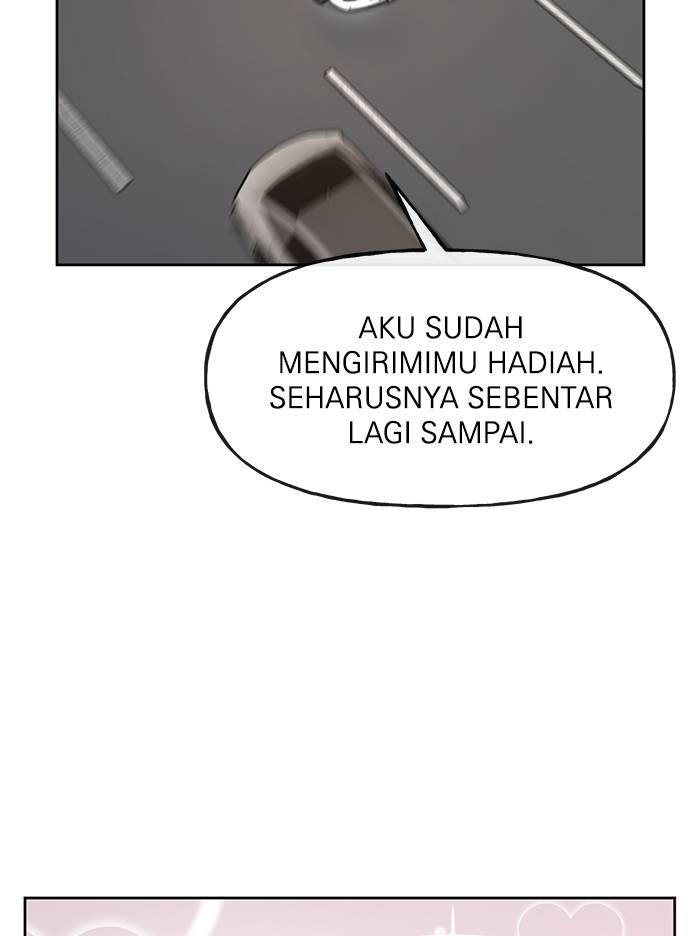 AKU SUDAH
MENGIRIMIMU HADIAH.
SEHARUSNYA SEBENTAR
LAGI SAMPAI.